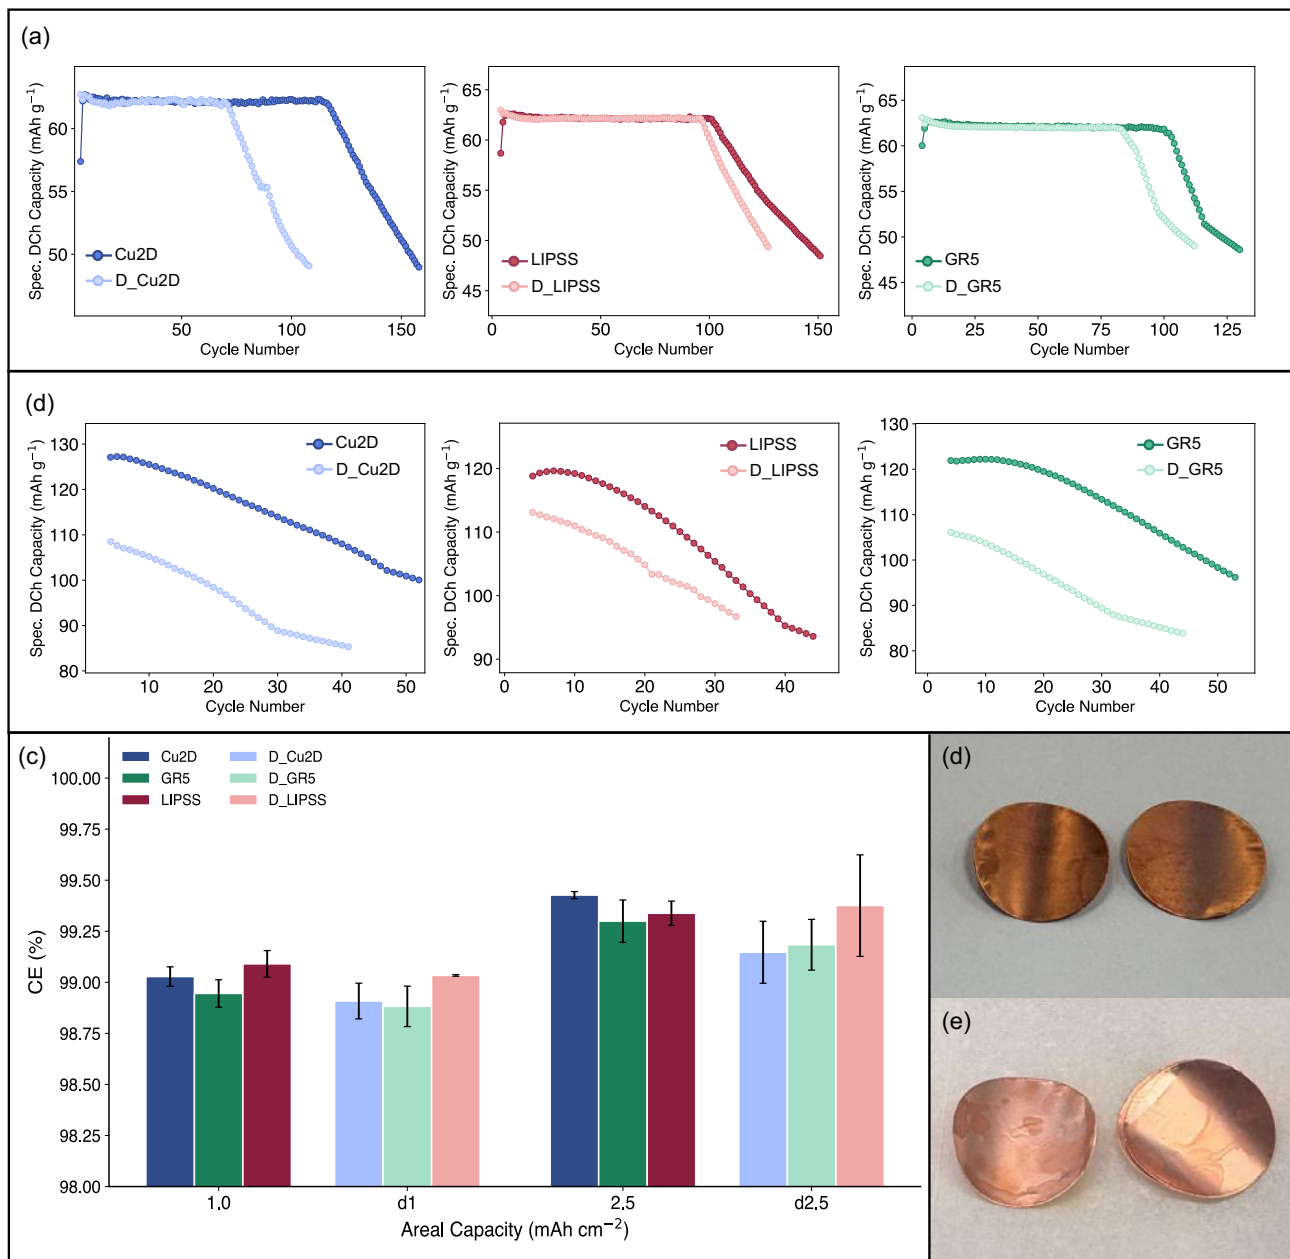 (a)
Spec. DCh Capacity (mAh g⁻¹)
60
55
50
Cu2D
D_Cu2D
50
100
150
Cycle Number
Spec. DCh Capacity (mAh g⁻¹)
65
60
55
50
45
LIPSS
D_LIPSS
0
50
100
150
Cycle Number
Spec. DCh Capacity (mAh g⁻¹)
65
60
55
50
45
GR5
D_GR5
0
25
50
75
100
125
Cycle Number
(d)
Spec. DCh Capacity (mAh g⁻¹)
130
120
110
100
90
80
Cu2D
D_Cu2D
10
20
30
40
50
Cycle Number
Spec. DCh Capacity (mAh g⁻¹)
120
110
100
90
LIPSS
D_LIPSS
0
10
20
30
40
Cycle Number
Spec. DCh Capacity (mAh g⁻¹)
130
120
110
100
90
80
GR5
D_GR5
0
10
20
30
40
50
Cycle Number
(c)
Cu2D
GR5
LIPSS
D_Cu2D
D_GR5
D_LIPSS
CE (%)
100.00
99.75
99.50
99.25
99.00
98.75
98.50
98.25
98.00
1.0
d1
2.5
d2.5
Areal Capacity (mAh cm⁻²)
(d)
(e)